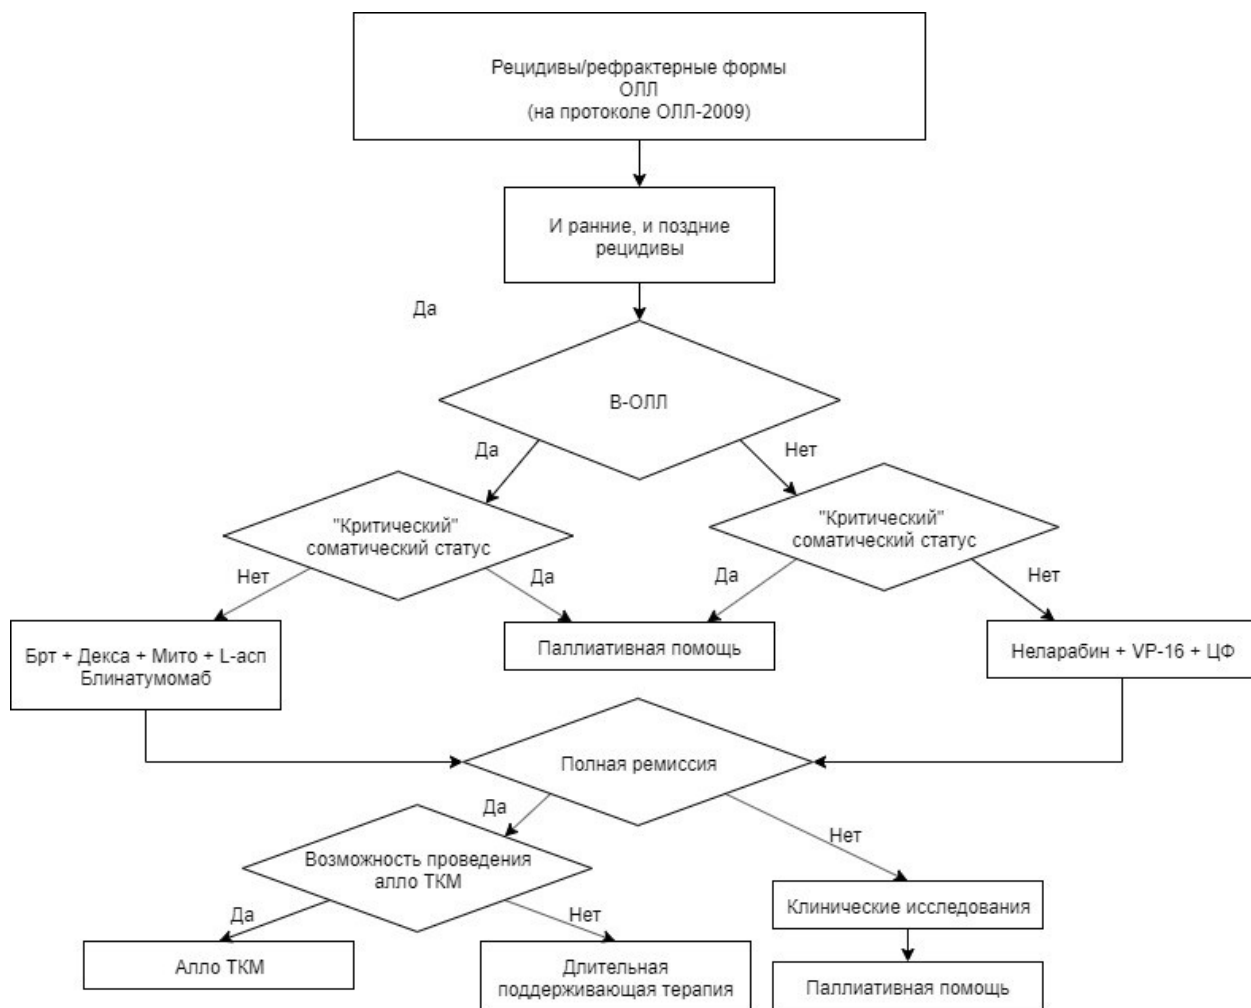 Рецидивы/рефрактерные формы
ОЛЛ
(на протоколе ОЛЛ-2009)
И ранние, и поздние
рецидивы
Да
В-ОЛЛ
Да
Нет
"Критический"
соматический статус
"Критический"
соматический статус
Нет
Да
Да
Нет
Брт + Декса + Мито + L-асп
Блинатумомаб
Паллиативная помощь
Неларабин + VP-16 + ЦФ
Полная ремиссия
Да
Нет
Возможность проведения
алло ТКМ
Да
Нет
Клинические исследования
Алло ТКМ
Длительная
поддерживающая терапия
Паллиативная помощь